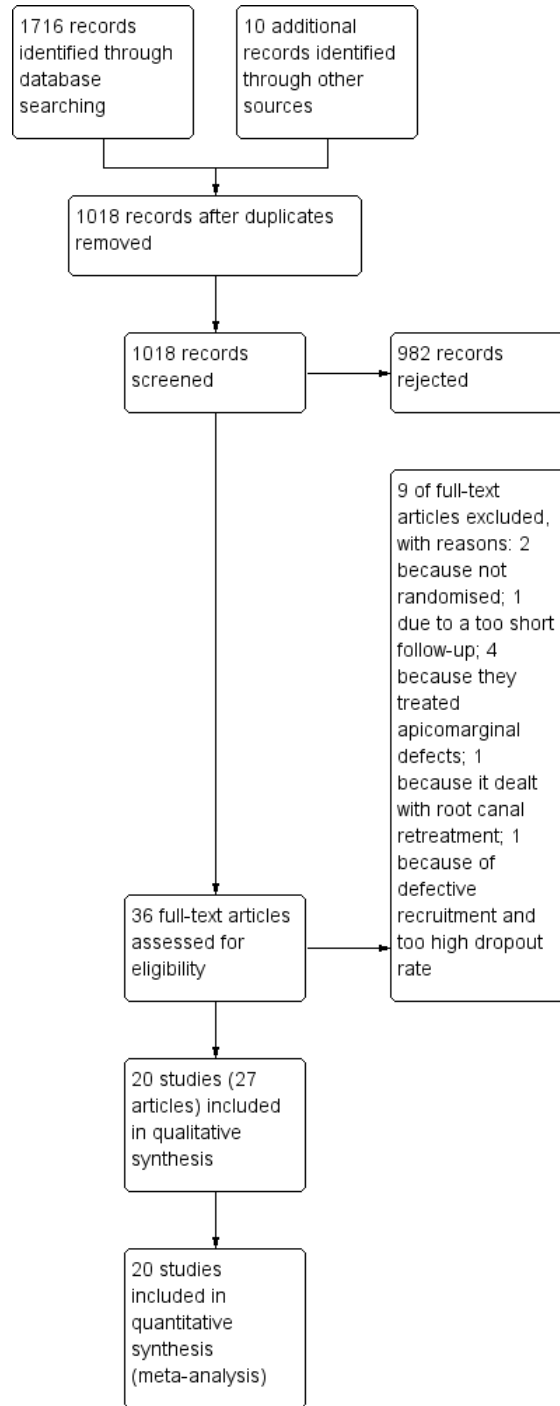 1716 records
identified through
database
searching
10 additional
records identified
through other
sources
1018 records after duplicates
removed
1018 records
screened
982 records
rejected
9 of full-text
articles excluded,
with reasons: 2
because not
randomised; 1
due to a too short
follow-up; 4
because they
treated
apicomarginal
defects; 1
because it dealt
with root canal
retreatment; 1
because of
defective
recruitment and
too high dropout
rate
36 full-text articles
assessed for
eligibility
20 studies (27
articles) included
in qualitative
synthesis
20 studies
included in
quantitative
synthesis
(meta-analysis)